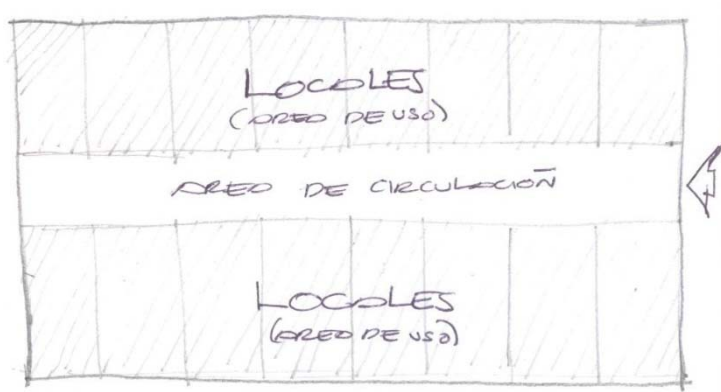 LOCALES
(AREA DE USO)
AREA DE CIRCULACIÓN
LOCALES
(AREA DE USO)